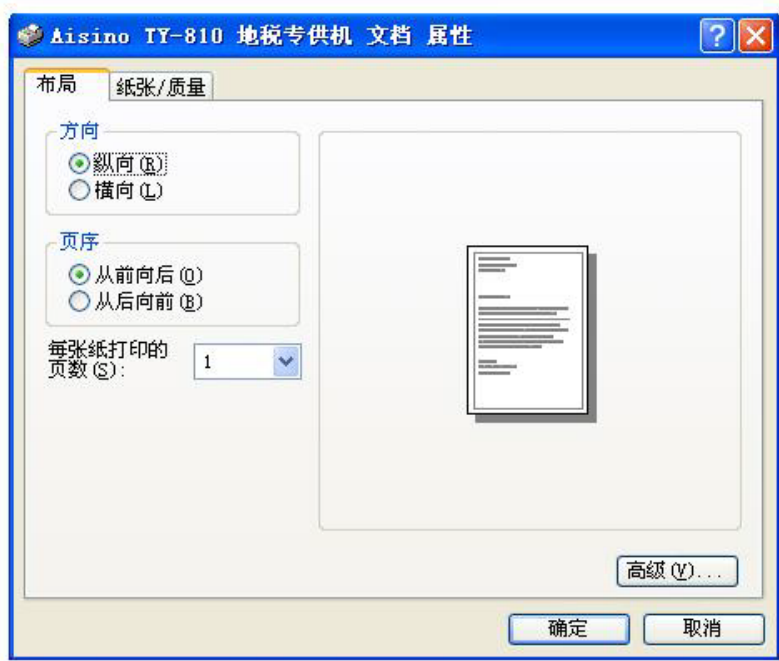 Aisino TY-810 地税专供机 文档 属性
布局
纸张/质量
方向
纵向(R)
横向(L)
页序
从前向后(O)
从后向前(B)
每张纸打印的
页数(S):
1
高级(V)...
确定
取消